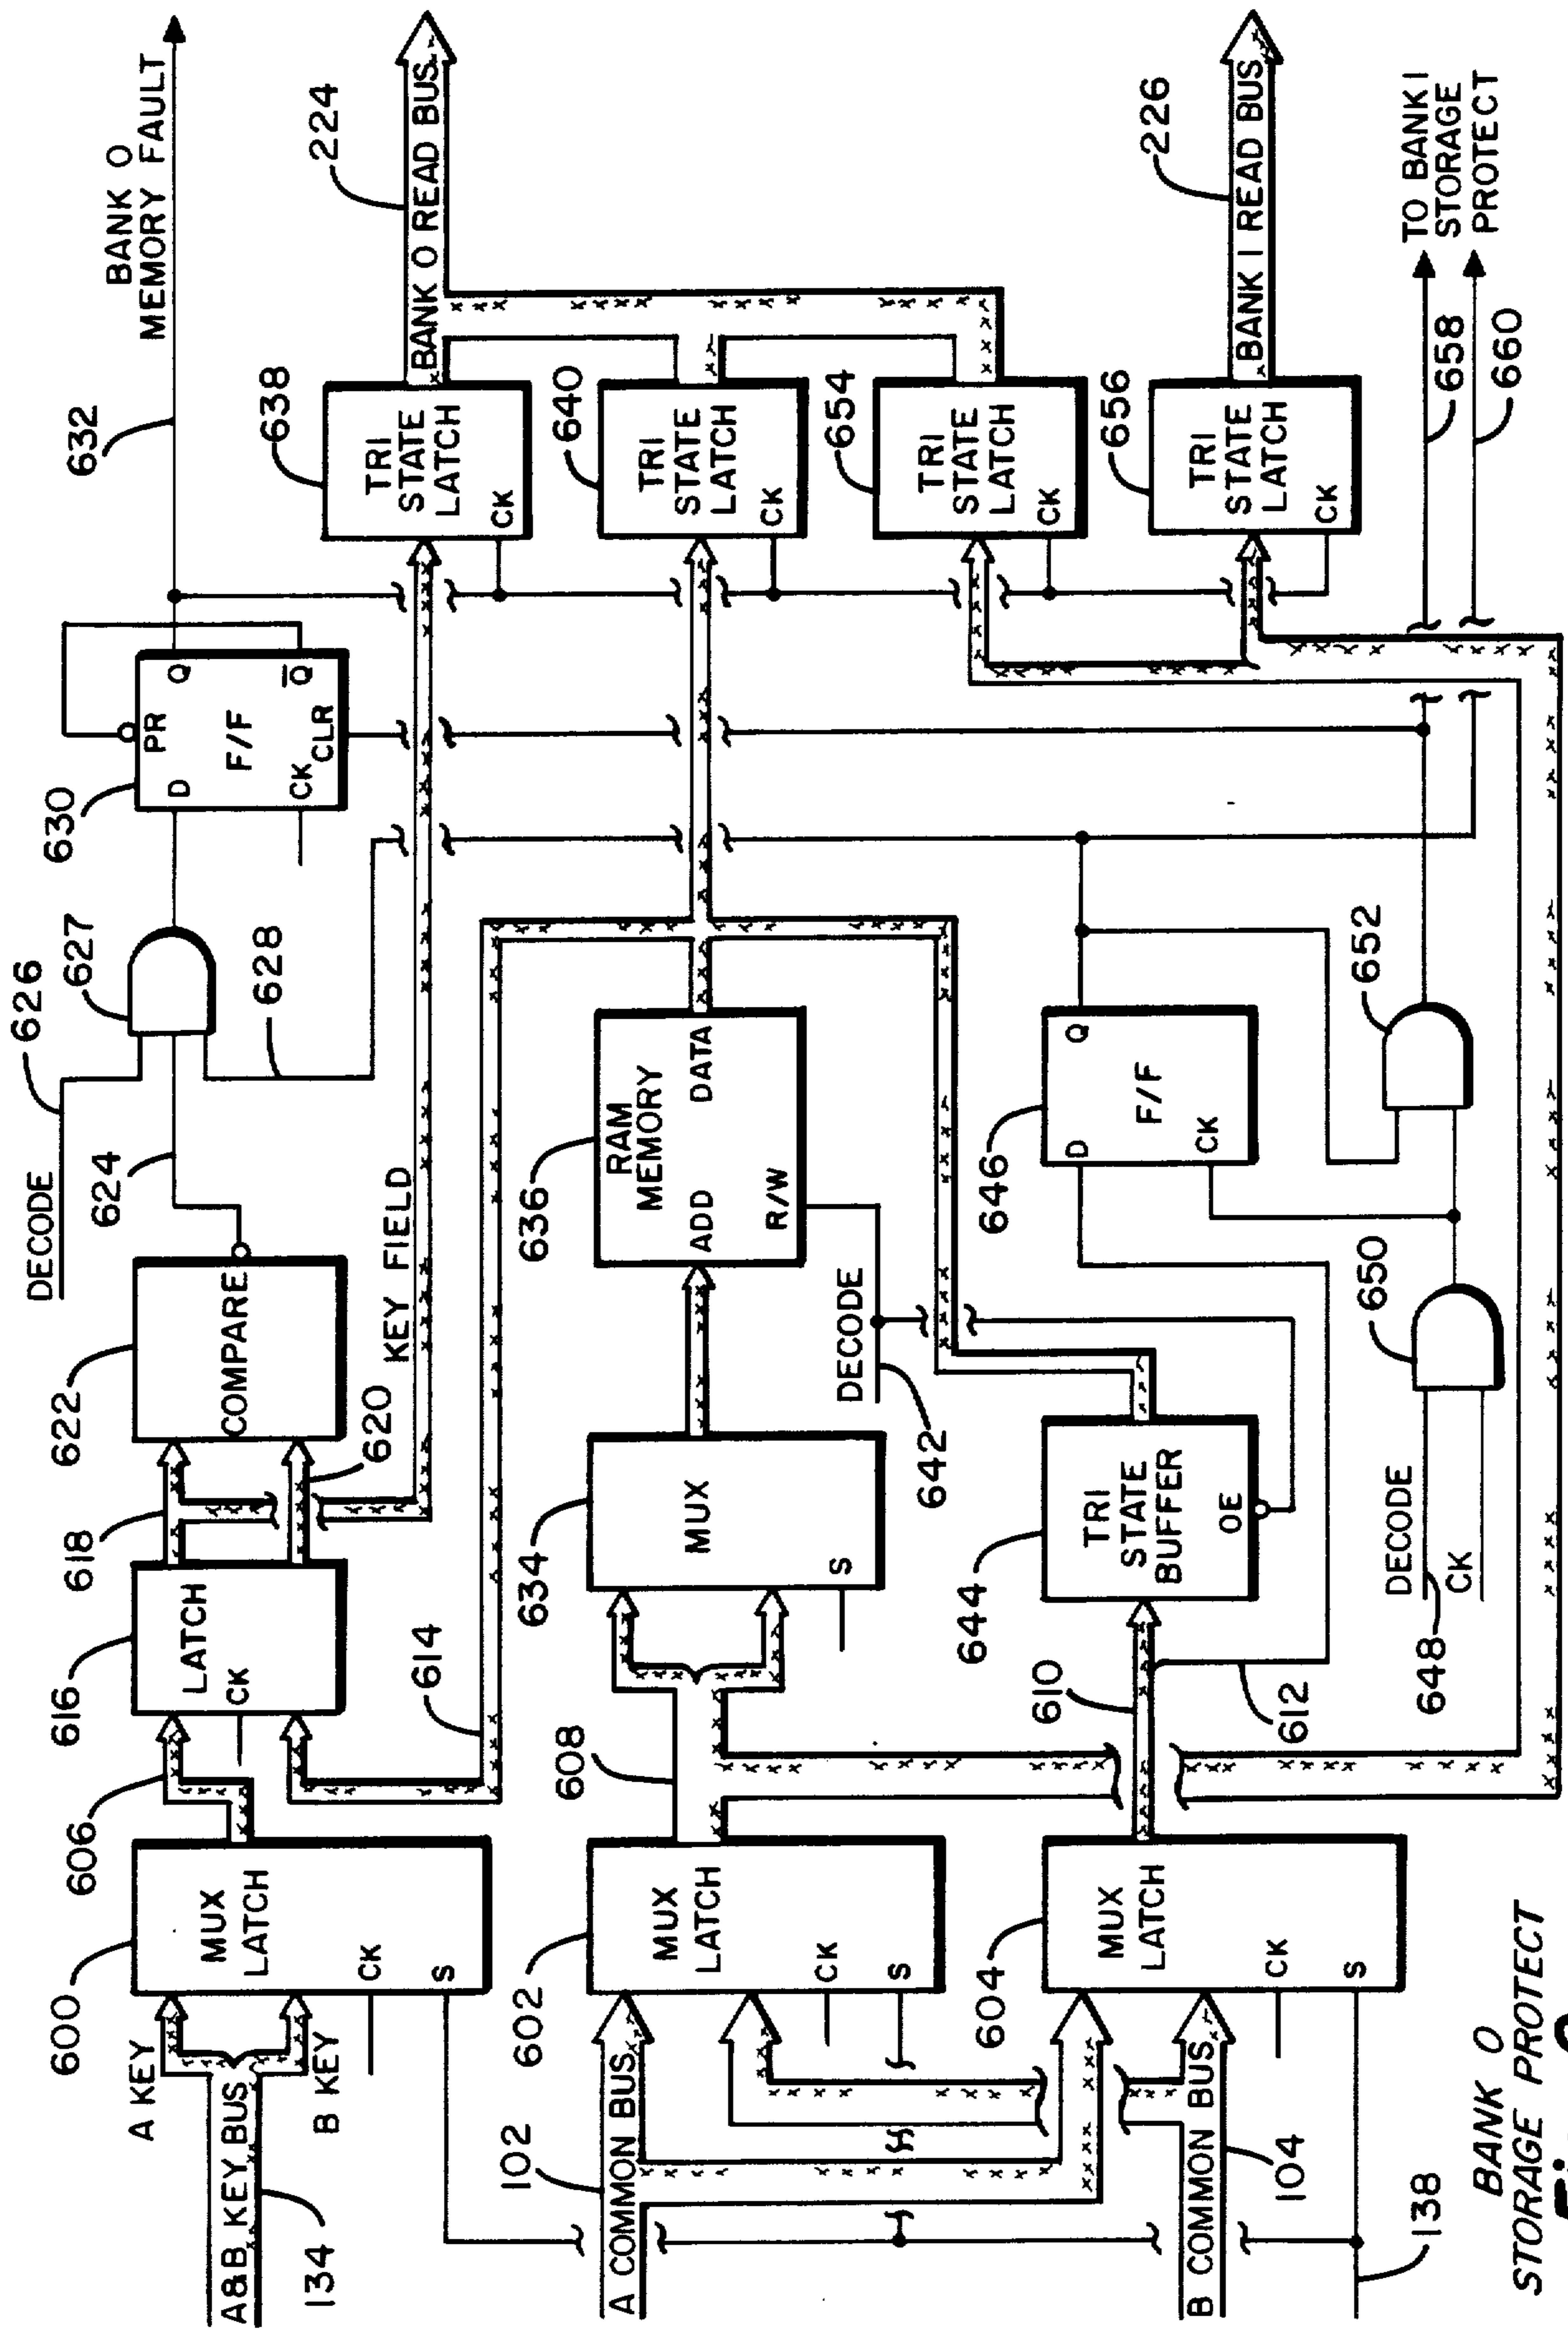 BANK 0
MEMORY FAULT
632
224
BANK 0 READ BUS
638
TRI
STATE
LATCH
CK
640
TRI
STATE
LATCH
CK
654
TRI
STATE
LATCH
CK
656
TRI
STATE
LATCH
CK
226
BANK 1 READ BUS
TO BANK 1
STORAGE
PROTECT
658
660
630
PR
D
Q
F/F
CK
Q
CLR
626
627
628
DECODE
624
622
COMPARE
KEY FIELD
618
620
616
LATCH
CK
614
606
600
MUX
LATCH
CK
S
A KEY
A&B KEY BUS
B KEY
134
636
RAM
MEMORY
ADD
DATA
R/W
DECODE
642
634
MUX
S
608
602
MUX
LATCH
CK
S
102
A COMMON BUS
646
D
Q
F/F
CK
652
650
DECODE
CK
648
644
TRI
STATE
BUFFER
OE
610
612
604
MUX
LATCH
CK
S
B COMMON BUS
104
138
BANK 0
STORAGE PROTECT